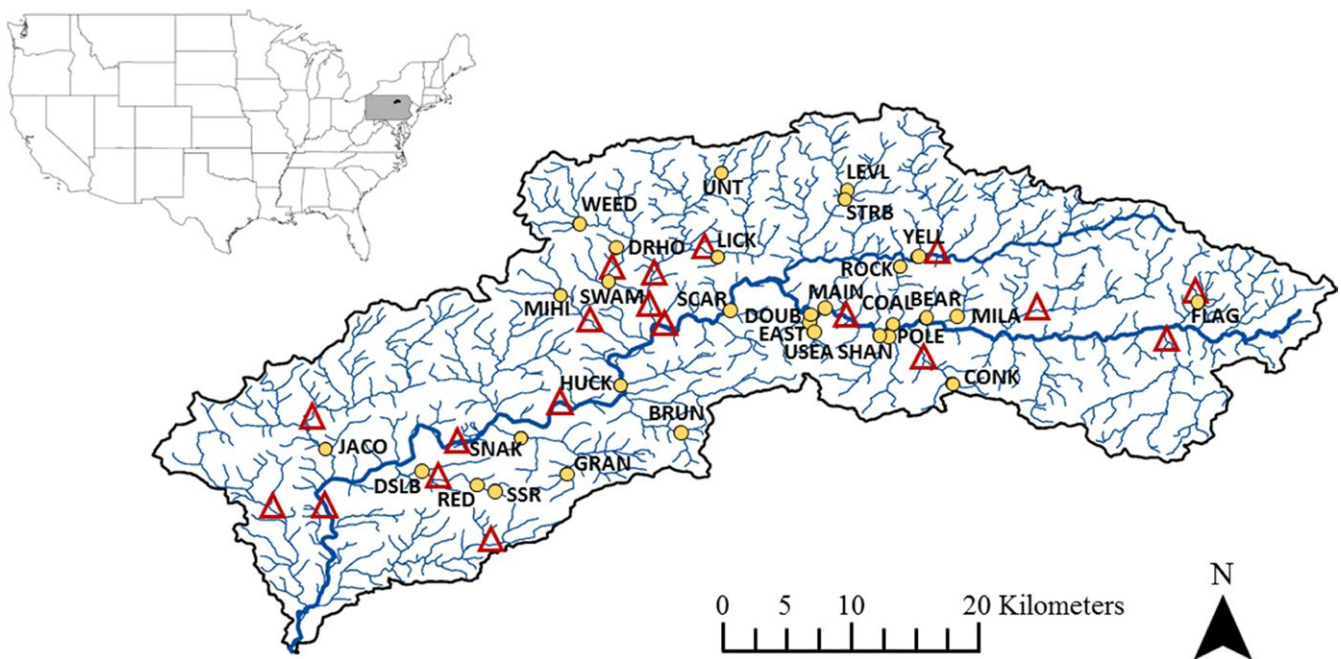 LEVL
UNT
STRB
WEED
YELL
DRHO
LICK
ROCK
SWAM
SCAR
MAIN
COAL
BEAR
MIHI
DOUB
MILA
FLAG
EAST
POLE
USEA
SHAN
CONK
HUCK
BRUN
JACO
SNAK
GRAN
DSLB
RED
SSR
N
0 5 10 20 Kilometers